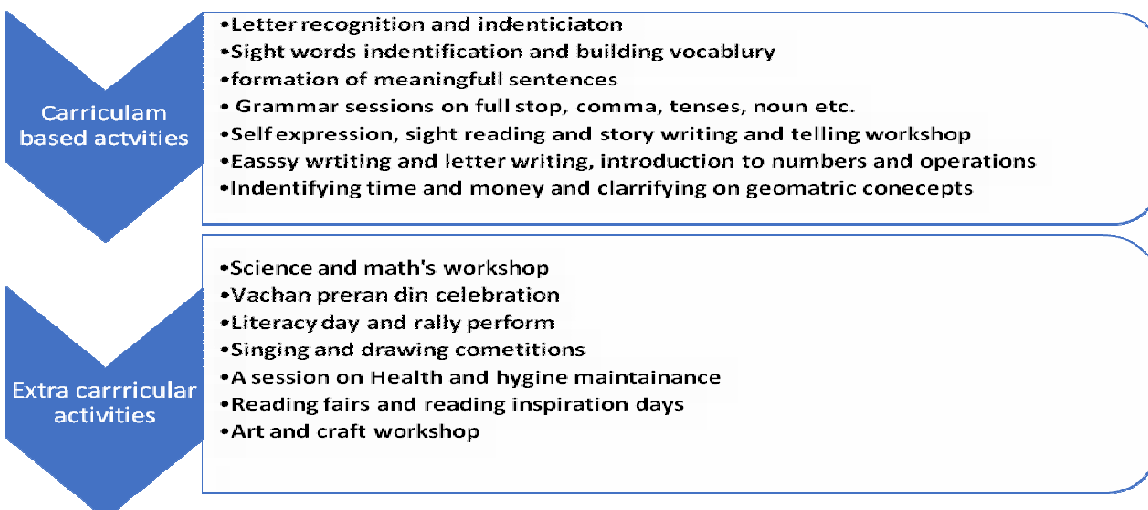 Carriculam
based actvities
•Letter recognition and indenticiaton
•Sight words indentification and building vocablury
•formation of meaningfull sentences
• Grammar sessions on full stop, comma, tenses, noun etc.
•Self expression, sight reading and story writing and telling workshop
•Easssy wrtiting and letter writing, introduction to numbers and operations
•Indentifying time and money and clarrifying on geomatric conecepts
Extra carrricular
activities
•Science and math's workshop
•Vachan preran din celebration
•Literacy day and rally perform
•Singing and drawing cometitions
•A session on Health and hygine maintainance
•Reading fairs and reading inspiration days
•Art and craft workshop